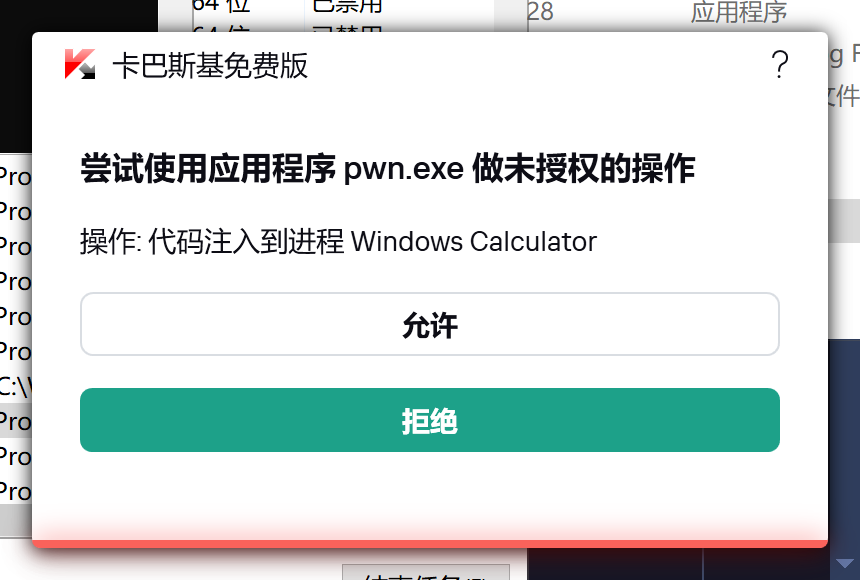 64 位
已禁用
28
应用程序
卡巴斯基免费版
?
g F
文件
尝试使用应用程序 pwn.exe 做未授权的操作
Pro
Pro
操作: 代码注入到进程 Windows Calculator
Pro
Pro
允许
Pro
Pro
C:\
拒绝
Pro
Pro
Pro